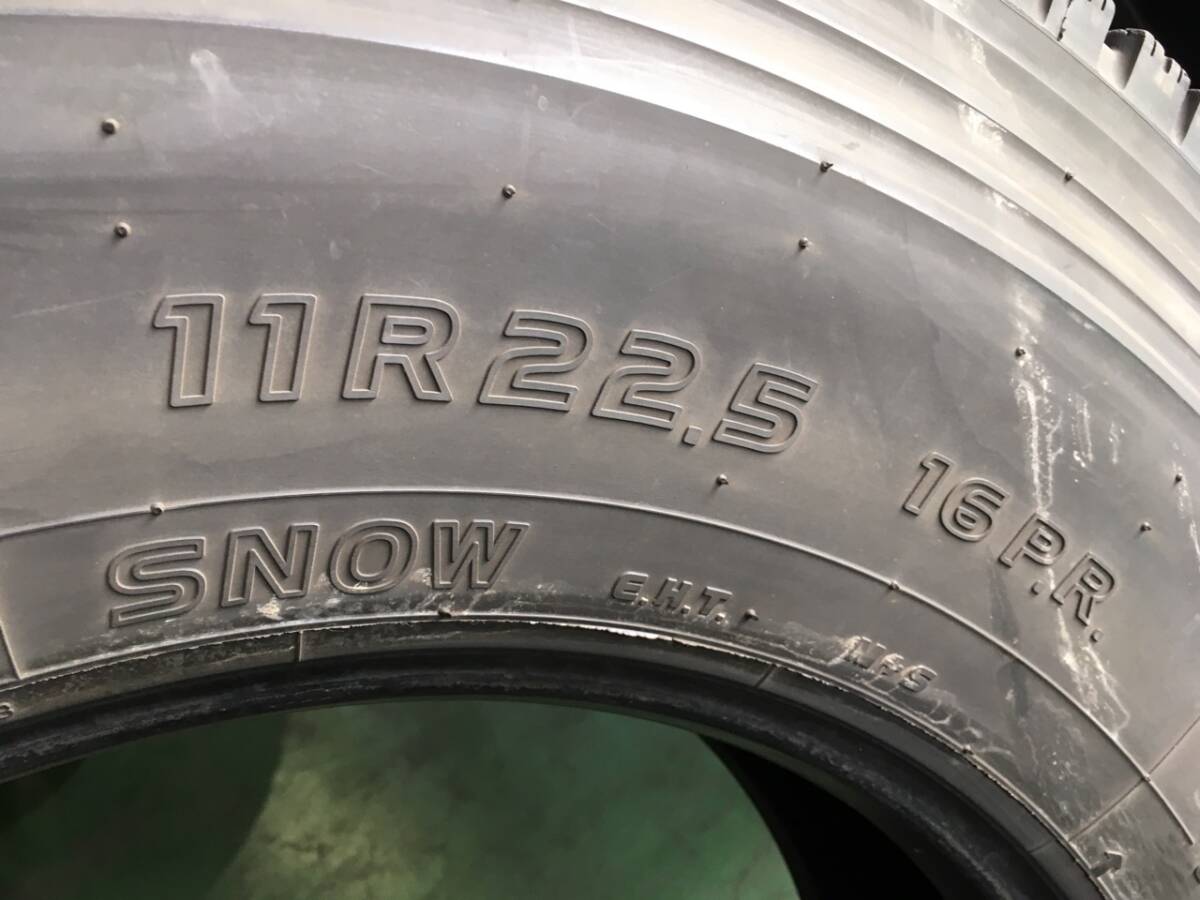 11R22.5
16P.R.
SNOW
E.H.T.
M&S